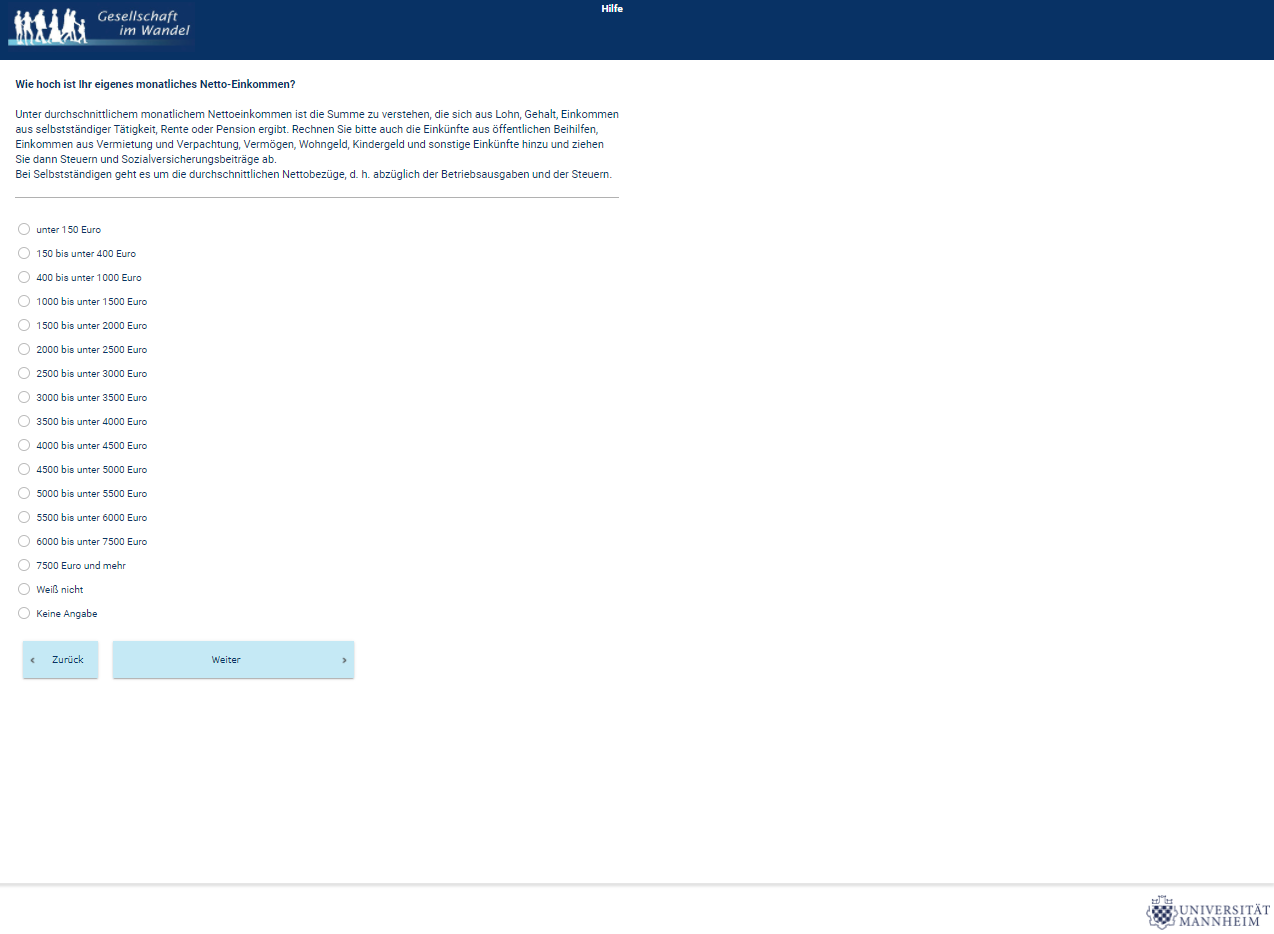 Gesellschaft
im Wandel
Hilfe
Wie hoch ist Ihr eigenes monatliches Netto-Einkommen?
Unter durchschnittlichem monatlichem Nettoeinkommen ist die Summe zu verstehen, die sich aus Lohn, Gehalt, Einkommen
aus selbstständiger Tätigkeit, Rente oder Pension ergibt. Rechnen Sie bitte auch die Einkünfte aus öffentlichen Beihilfen,
Einkommen aus Vermietung und Verpachtung, Vermögen, Wohngeld, Kindergeld und sonstige Einkünfte hinzu und ziehen
Sie dann Steuern und Sozialversicherungsbeiträge ab.
Bei Selbstständigen geht es um die durchschnittlichen Nettobezüge, d. h. abzüglich der Betriebsausgaben und der Steuern.
unter 150 Euro
150 bis unter 400 Euro
400 bis unter 1000 Euro
1000 bis unter 1500 Euro
1500 bis unter 2000 Euro
2000 bis unter 2500 Euro
2500 bis unter 3000 Euro
3000 bis unter 3500 Euro
3500 bis unter 4000 Euro
4000 bis unter 4500 Euro
4500 bis unter 5000 Euro
5000 bis unter 5500 Euro
5500 bis unter 6000 Euro
6000 bis unter 7500 Euro
7500 Euro und mehr
Weiß nicht
Keine Angabe
‹ Zurück Weiter ›
UNIVERSITÄT
MANNHEIM